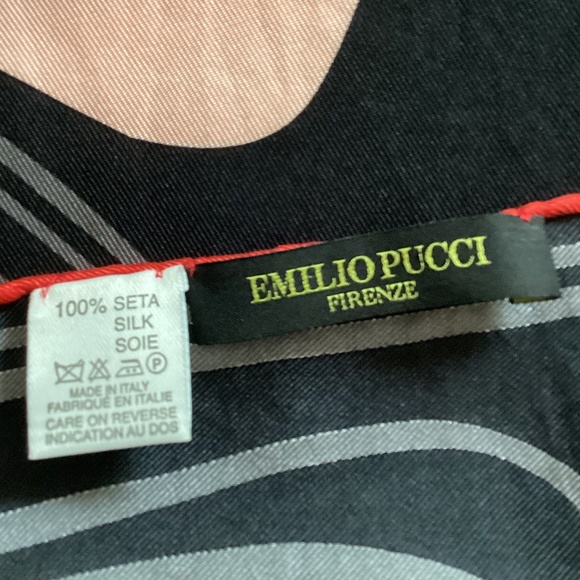 100% SETA
SILK
SOIE
P
MADE IN ITALY
FABRIQUÉ EN ITALIE
CARE ON REVERSE
INDICATION AU DOS
EMILIO PUCCI
FIRENZE